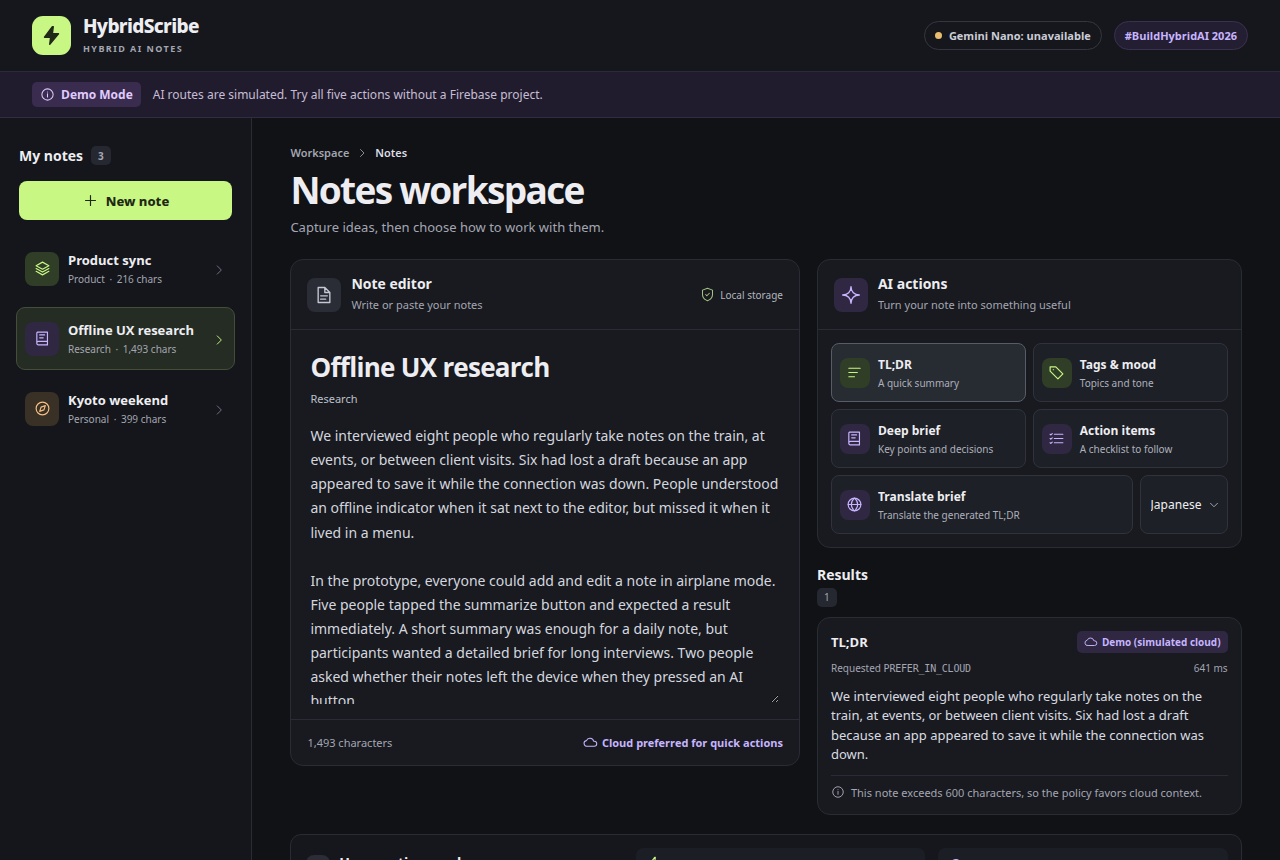 HybridScribe
HYBRID AI NOTES
Gemini Nano: unavailable
#BuildHybridAI 2026
Demo Mode
AI routes are simulated. Try all five actions without a Firebase project.
My notes 3
New note
Product sync
Product · 216 chars
Offline UX research
Research · 1,493 chars
Kyoto weekend
Personal · 399 chars
Workspace > Notes
Notes workspace
Capture ideas, then choose how to work with them.
Note editor
Write or paste your notes
Local storage
Offline UX research
Research
We interviewed eight people who regularly take notes on the train, at
events, or between client visits. Six had lost a draft because an app
appeared to save it while the connection was down. People understood
an offline indicator when it sat next to the editor, but missed it when it
lived in a menu.
In the prototype, everyone could add and edit a note in airplane mode.
Five people tapped the summarize button and expected a result
immediately. A short summary was enough for a daily note, but
participants wanted a detailed brief for long interviews. Two people
asked whether their notes left the device when they pressed an AI
button
1,493 characters
Cloud preferred for quick actions
AI actions
Turn your note into something useful
TL;DR
A quick summary
Tags & mood
Topics and tone
Deep brief
Key points and decisions
Action items
A checklist to follow
Translate brief
Translate the generated TL;DR
Japanese
Results
1
TL;DR
Demo (simulated cloud)
Requested PREFER_IN_CLOUD
641 ms
We interviewed eight people who regularly take notes on the
train, at events, or between client visits. Six had lost a draft
because an app appeared to save it while the connection was
down.
This note exceeds 600 characters, so the policy favors cloud context.